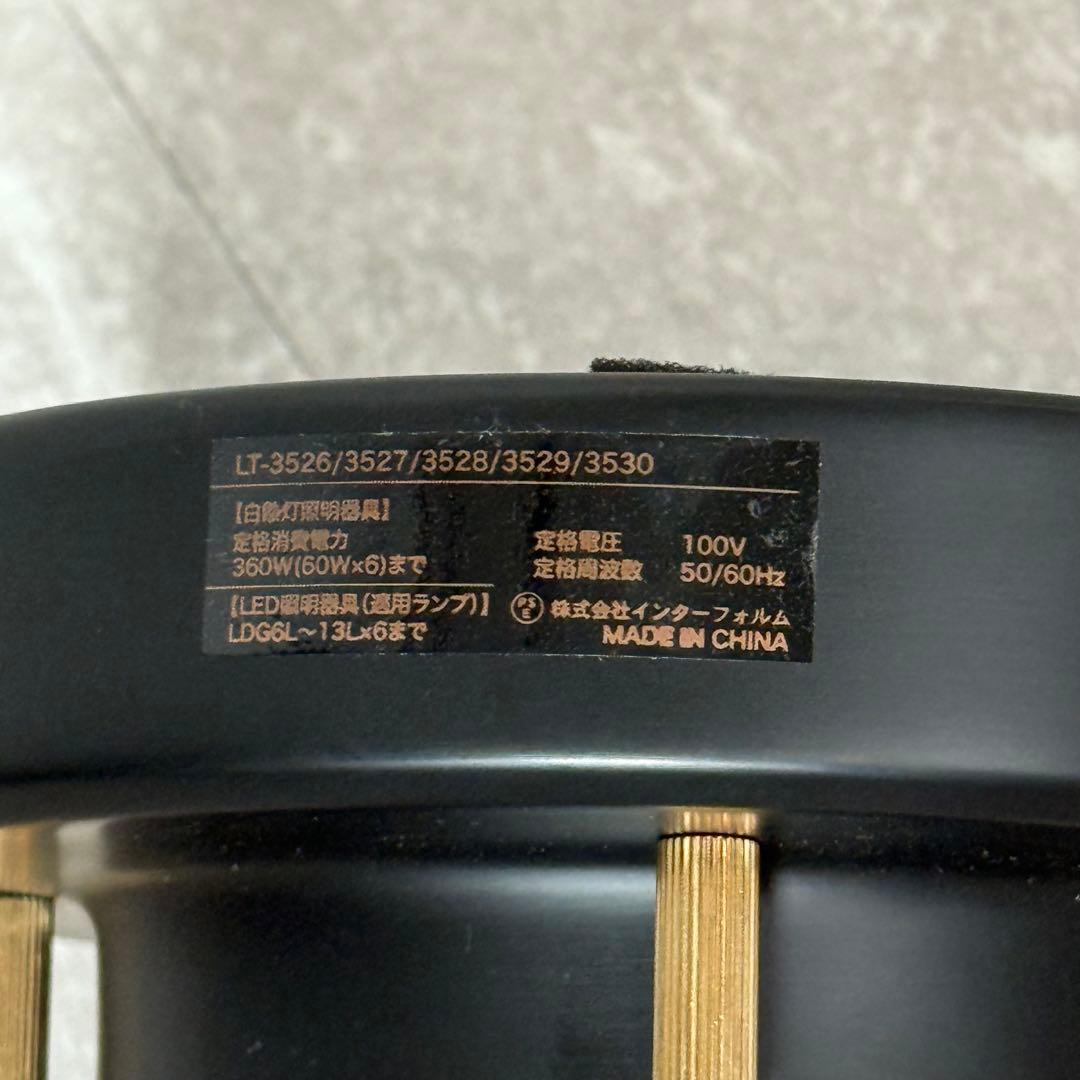 LT-3526/3527/3528/3529/3530
【白熱灯照明器具】
定格消費電力
360W(60W×6)まで
【LED照明器具(適用ランプ)】
LDG6L〜13L×6まで
定格電圧 100V
定格周波数 50/60Hz
PSE 株式会社インターフォルム
MADE IN CHINA